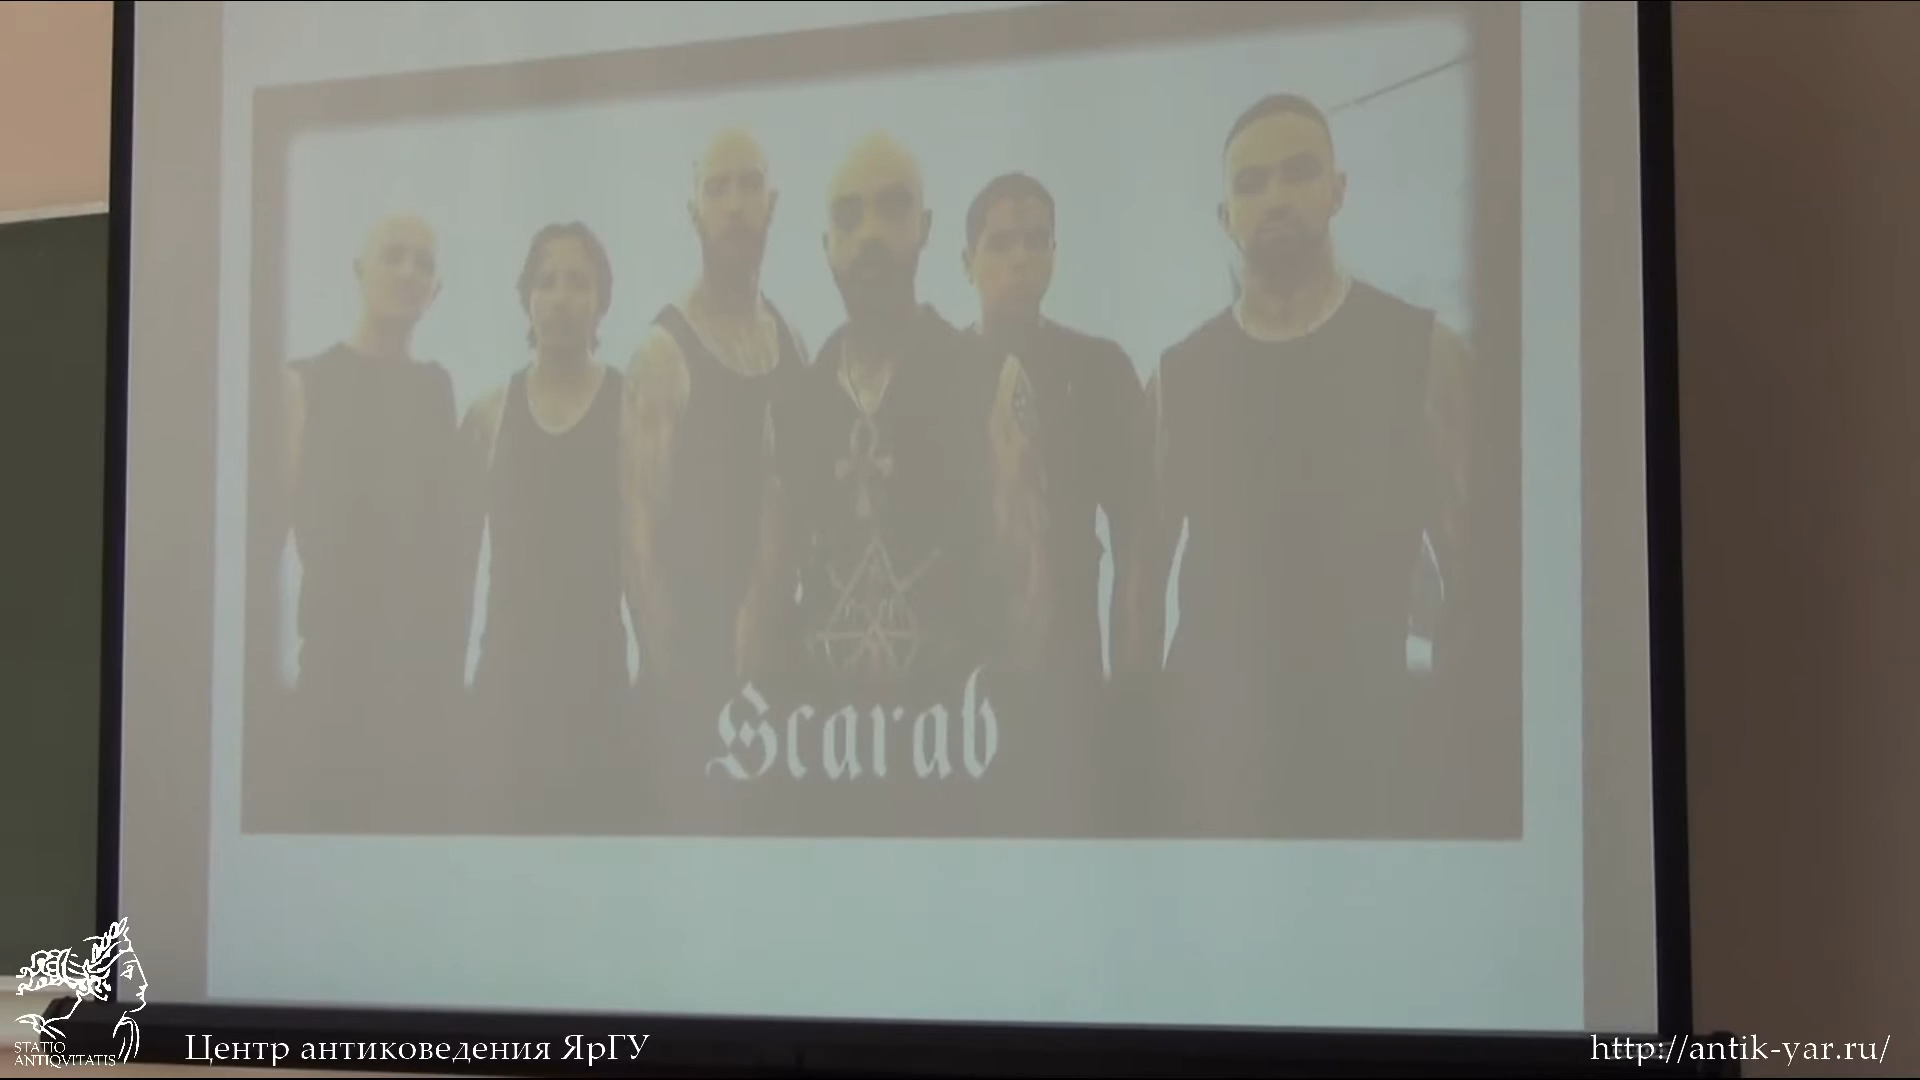 Scarab
STATIO
ANTIQVITATIS
Центр антиковедения ЯрГУ
http://antik-yar.ru/